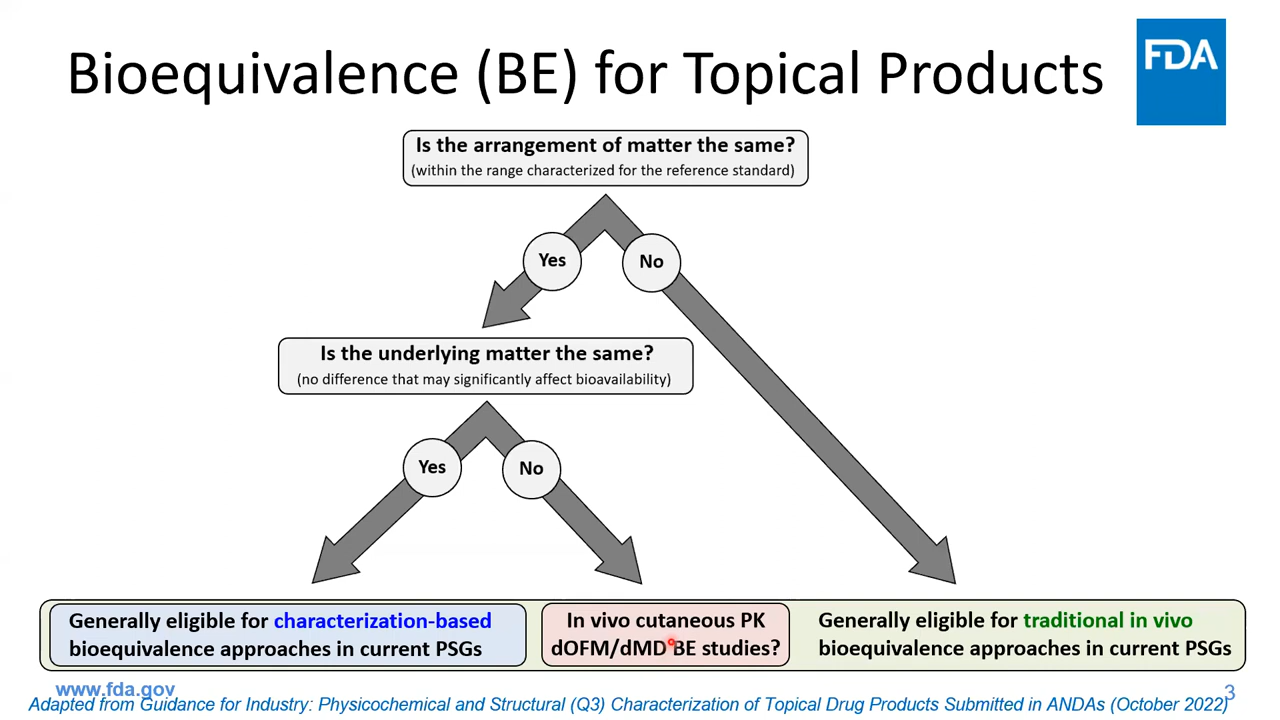 Bioequivalence (BE) for Topical Products
FDA
Is the arrangement of matter the same?
(within the range characterized for the reference standard)
Yes
No
Is the underlying matter the same?
(no difference that may significantly affect bioavailability)
Yes
No
Generally eligible for characterization-based
bioequivalence approaches in current PSGs
In vivo cutaneous PK
dOFM/dMD BE studies?
Generally eligible for traditional in vivo
bioequivalence approaches in current PSGs
www.fda.gov
3
Adapted from Guidance for Industry: Physicochemical and Structural (Q3) Characterization of Topical Drug Products Submitted in ANDAs (October 2022)